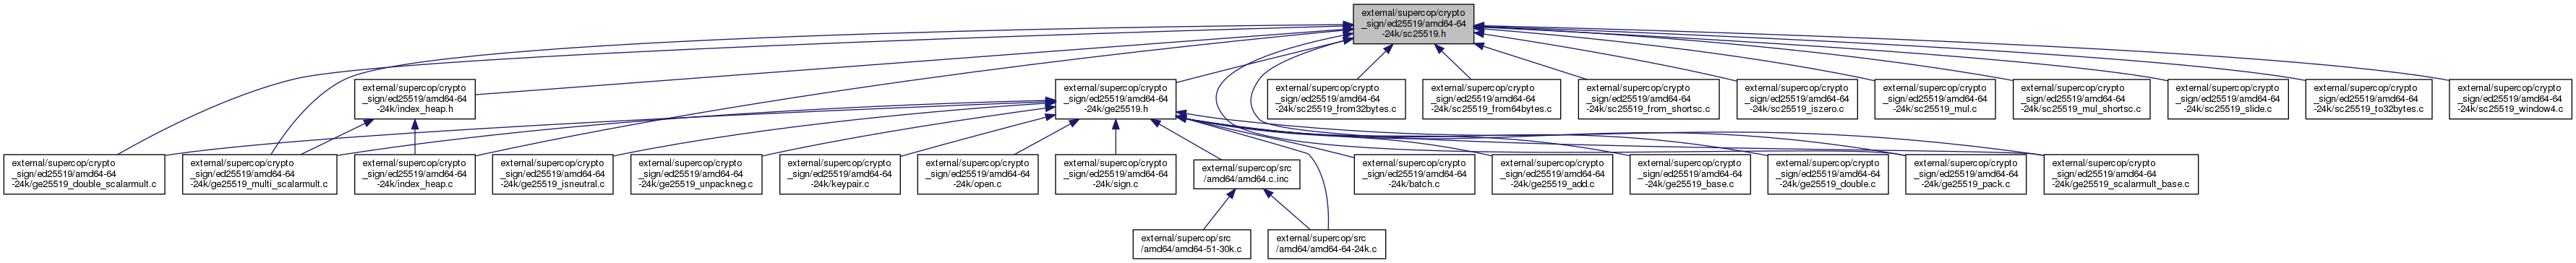 external/supercop/crypto
_sign/ed25519/amd64-64
-24k/sc25519.h
external/supercop/crypto
_sign/ed25519/amd64-64
-24k/index_heap.h
external/supercop/crypto
_sign/ed25519/amd64-64
-24k/ge25519.h
external/supercop/crypto
_sign/ed25519/amd64-64
-24k/sc25519_from32bytes.c
external/supercop/crypto
_sign/ed25519/amd64-64
-24k/sc25519_from64bytes.c
external/supercop/crypto
_sign/ed25519/amd64-64
-24k/sc25519_from_shortsc.c
external/supercop/crypto
_sign/ed25519/amd64-64
-24k/sc25519_iszero.c
external/supercop/crypto
_sign/ed25519/amd64-64
-24k/sc25519_mul.c
external/supercop/crypto
_sign/ed25519/amd64-64
-24k/sc25519_mul_shortsc.c
external/supercop/crypto
_sign/ed25519/amd64-64
-24k/sc25519_slide.c
external/supercop/crypto
_sign/ed25519/amd64-64
-24k/sc25519_to32bytes.c
external/supercop/crypto
_sign/ed25519/amd64-64
-24k/sc25519_window4.c
external/supercop/crypto
_sign/ed25519/amd64-64
-24k/ge25519_double_scalarmult.c
external/supercop/crypto
_sign/ed25519/amd64-64
-24k/ge25519_multi_scalarmult.c
external/supercop/crypto
_sign/ed25519/amd64-64
-24k/index_heap.c
external/supercop/crypto
_sign/ed25519/amd64-64
-24k/ge25519_isneutral.c
external/supercop/crypto
_sign/ed25519/amd64-64
-24k/ge25519_unpackneg.c
external/supercop/crypto
_sign/ed25519/amd64-64
-24k/keypair.c
external/supercop/crypto
_sign/ed25519/amd64-64
-24k/open.c
external/supercop/crypto
_sign/ed25519/amd64-64
-24k/sign.c
external/supercop/src
/amd64/amd64.c.inc
external/supercop/crypto
_sign/ed25519/amd64-64
-24k/batch.c
external/supercop/crypto
_sign/ed25519/amd64-64
-24k/ge25519_add.c
external/supercop/crypto
_sign/ed25519/amd64-64
-24k/ge25519_base.c
external/supercop/crypto
_sign/ed25519/amd64-64
-24k/ge25519_double.c
external/supercop/crypto
_sign/ed25519/amd64-64
-24k/ge25519_pack.c
external/supercop/crypto
_sign/ed25519/amd64-64
-24k/ge25519_scalarmult_base.c
external/supercop/src
/amd64/amd64-51-30k.c
external/supercop/src
/amd64/amd64-64-24k.c